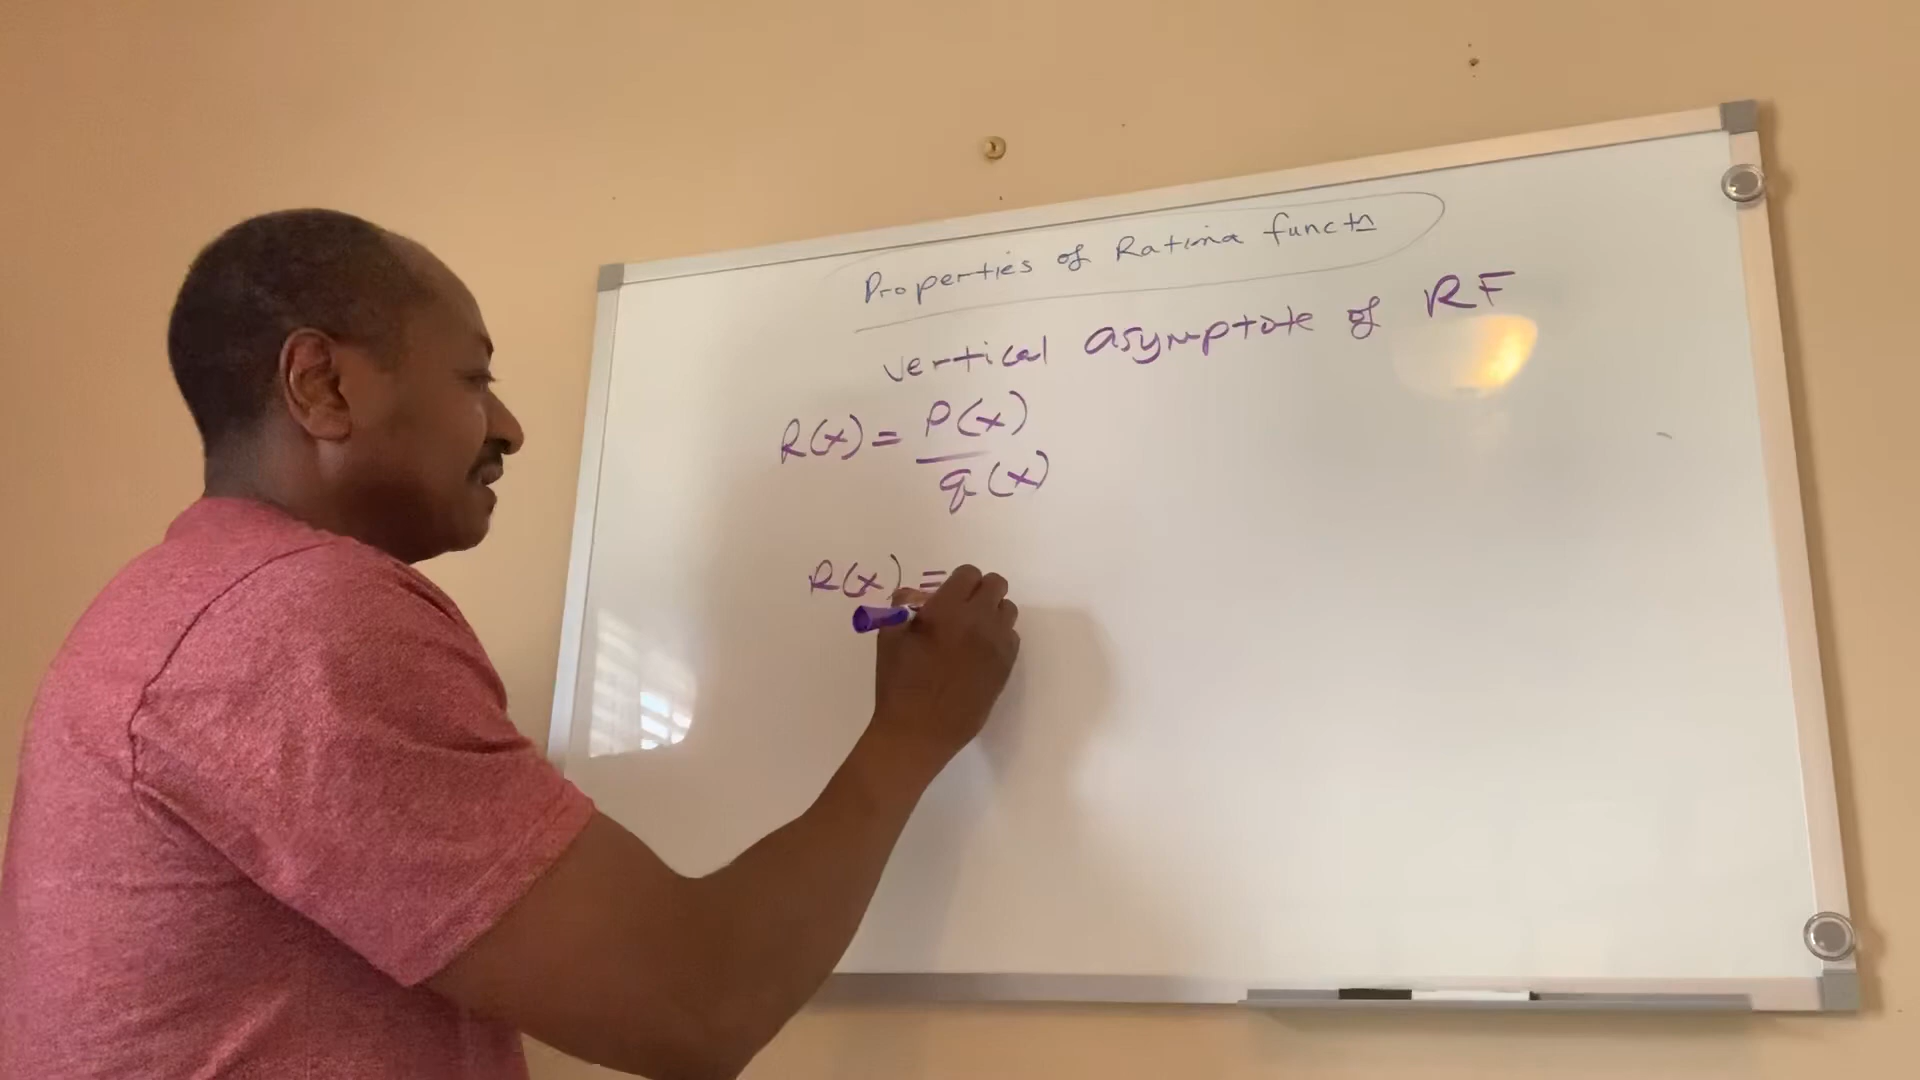 Properties of Rationa functn
vertical asymptote of RF
R(x) = P(x)
q(x)
R(x) =